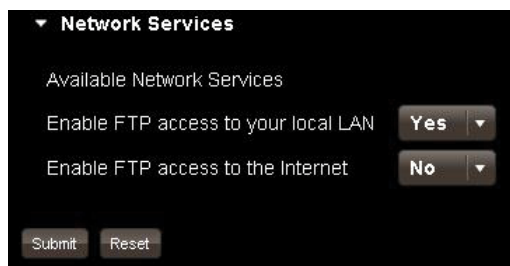 Network Services
Available Network Services
Enable FTP access to your local LAN Yes
Enable FTP access to the Internet No
Submit Reset